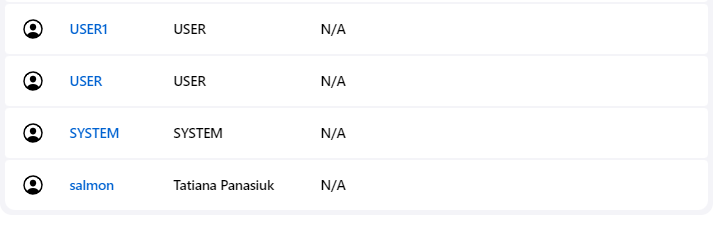 USER1 USER N/A
USER USER N/A
SYSTEM SYSTEM N/A
salmon Tatiana Panasiuk N/A